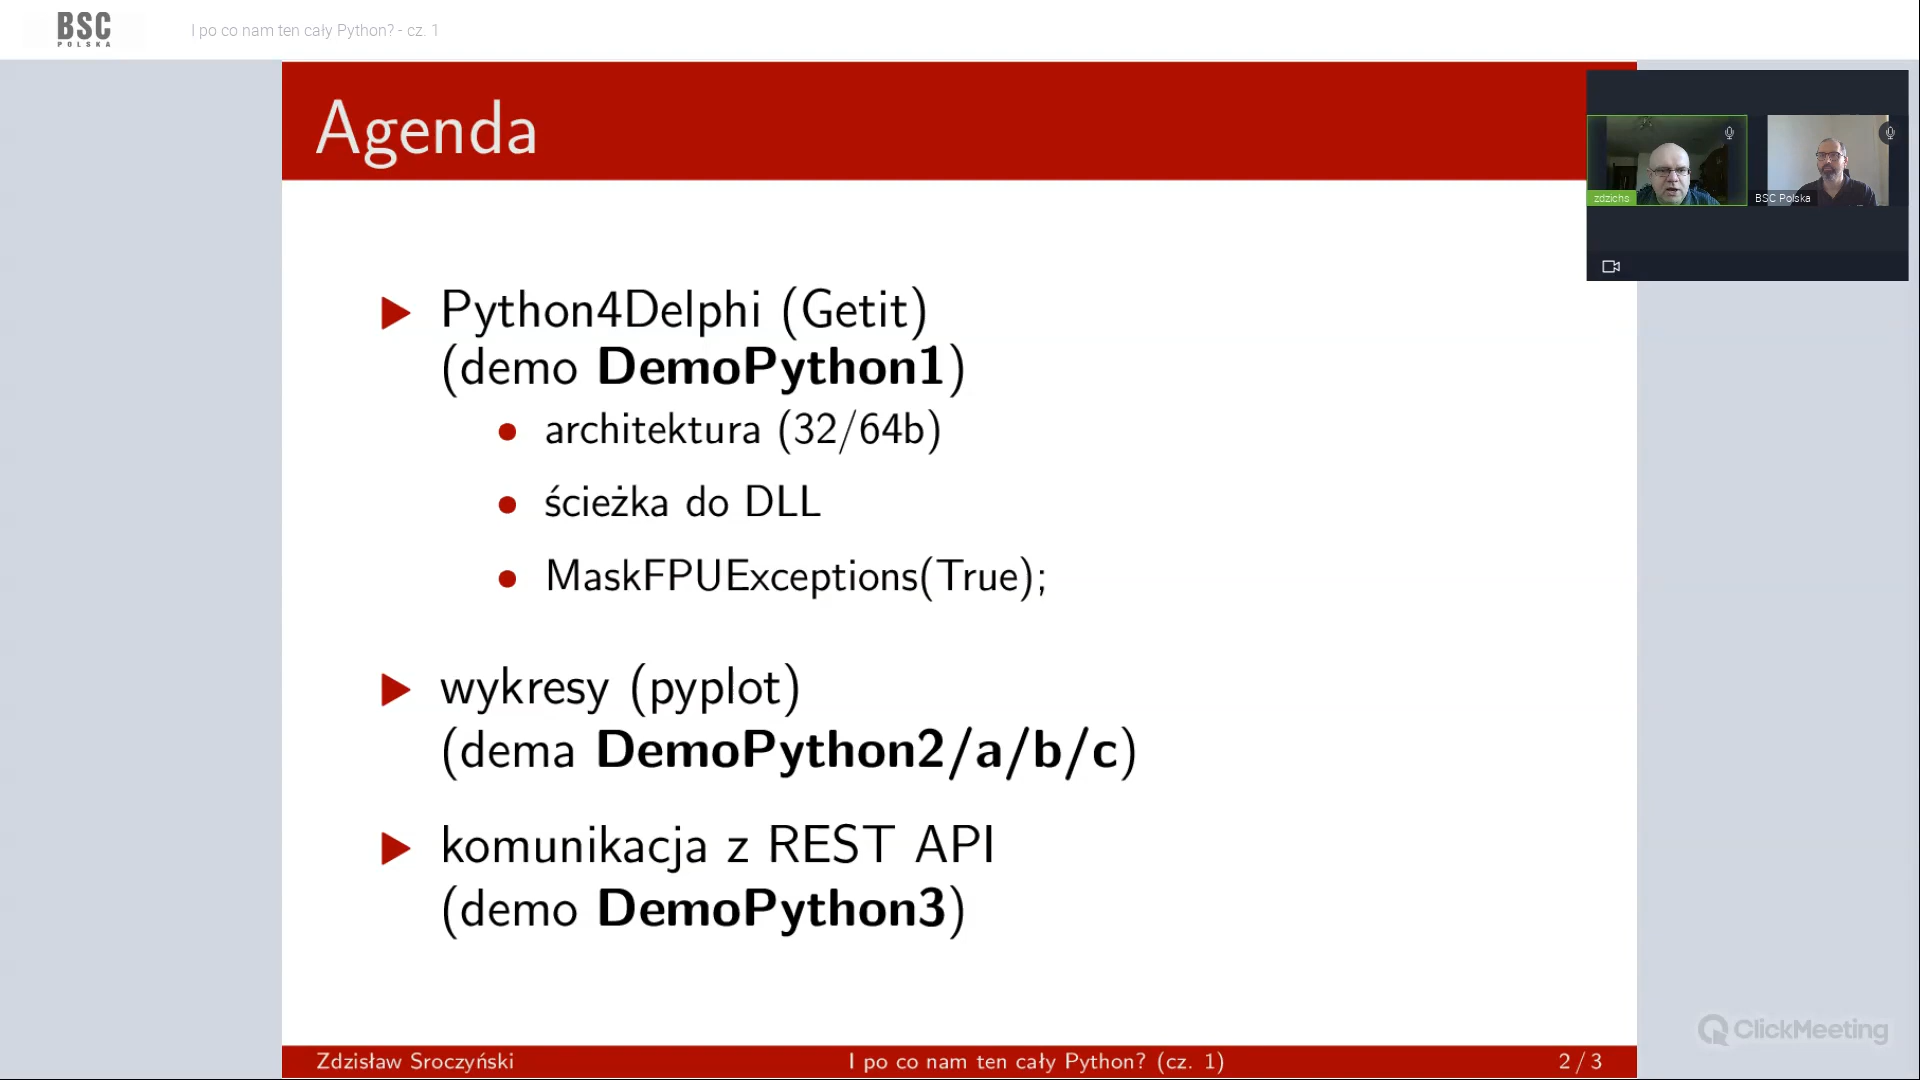 BSC
POLSKA
I po co nam ten cały Python? - cz. 1
Agenda
zdzichs
BSC Polska
Python4Delphi (Getit)
(demo DemoPython1)
architektura (32/64b)
ścieżka do DLL
MaskFPUExceptions(True);
wykresy (pyplot)
(dema DemoPython2/a/b/c)
komunikacja z REST API
(demo DemoPython3)
ClickMeeting
Zdzisław Sroczyński
I po co nam ten cały Python? (cz. 1)
2 / 3